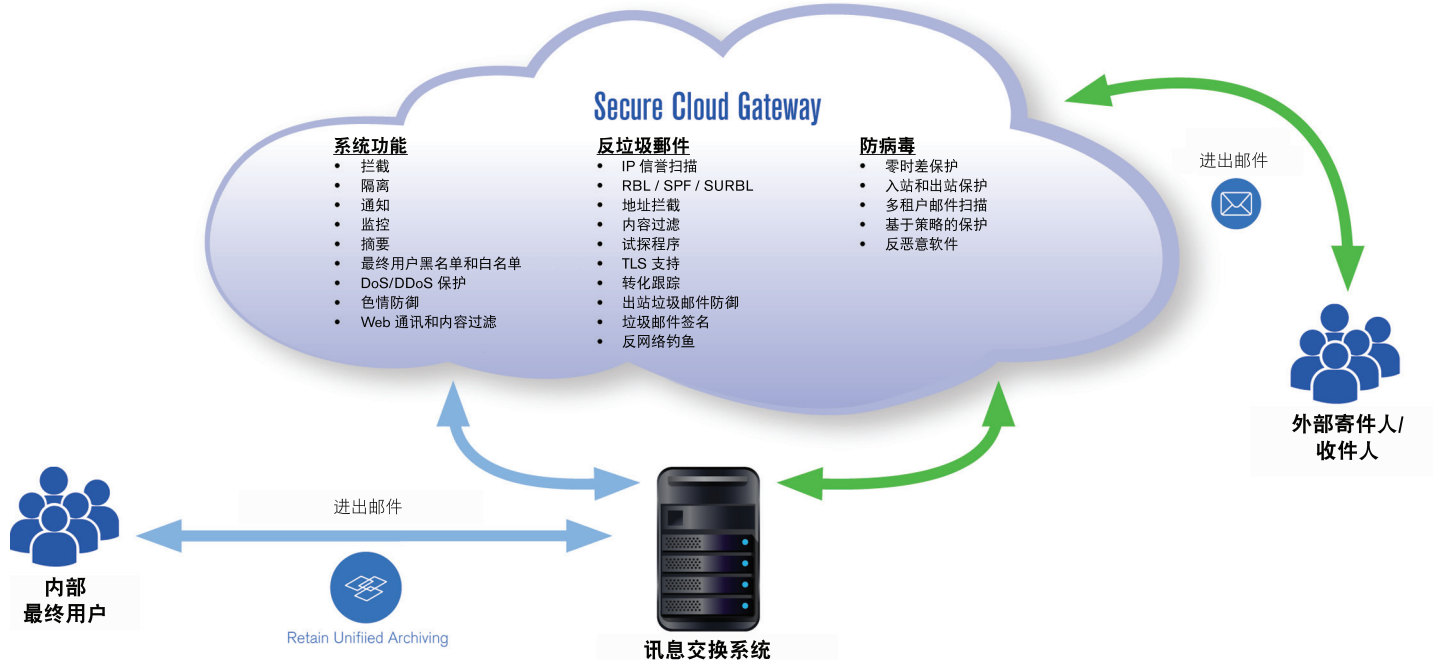 Secure Cloud Gateway
系统功能
• 拦截
• 隔离
• 通知
• 监控
• 摘要
• 最终用户黑名单和白名单
• DoS/DDoS 保护
• 色情防御
• Web 通讯和内容过滤
反垃圾郵件
• IP 信誉扫描
• RBL / SPF / SURBL
• 地址拦截
• 内容过滤
• 试探程序
• TLS 支持
• 转化跟踪
• 出站垃圾邮件防御
• 垃圾邮件签名
• 反网络钓鱼
防病毒
• 零时差保护
• 入站和出站保护
• 多租户邮件扫描
• 基于策略的保护
• 反恶意软件
进出邮件
外部寄件人/
收件人
进出邮件
内部
最终用户
Retain Unifiied Archiving
讯息交换系统